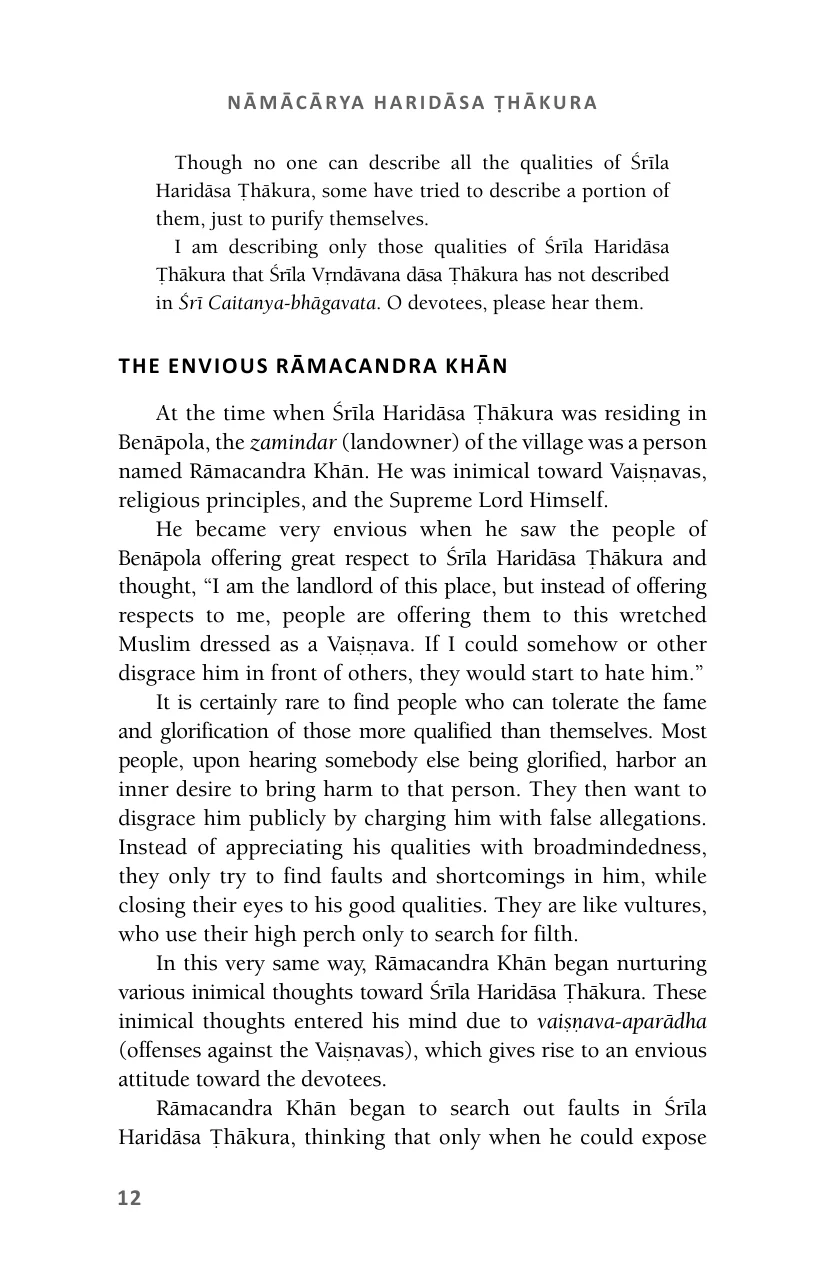 NĀMĀCĀRYA HARIDĀSA ṬHĀKURA
Though no one can describe all the qualities of Śrīla
Haridāsa Ṭhākura, some have tried to describe a portion of
them, just to purify themselves.
I am describing only those qualities of Śrīla Haridāsa
Ṭhākura that Śrīla Vṛndāvana dāsa Ṭhākura has not described
in Śrī Caitanya-bhāgavata. O devotees, please hear them.
THE ENVIOUS RĀMACANDRA KHĀN
At the time when Śrīla Haridāsa Ṭhākura was residing in
Benāpola, the zamindar (landowner) of the village was a person
named Rāmacandra Khān. He was inimical toward Vaiṣṇavas,
religious principles, and the Supreme Lord Himself.
He became very envious when he saw the people of
Benāpola offering great respect to Śrīla Haridāsa Ṭhākura and
thought, “I am the landlord of this place, but instead of offering
respects to me, people are offering them to this wretched
Muslim dressed as a Vaiṣṇava. If I could somehow or other
disgrace him in front of others, they would start to hate him.”
It is certainly rare to find people who can tolerate the fame
and glorification of those more qualified than themselves. Most
people, upon hearing somebody else being glorified, harbor an
inner desire to bring harm to that person. They then want to
disgrace him publicly by charging him with false allegations.
Instead of appreciating his qualities with broadmindedness,
they only try to find faults and shortcomings in him, while
closing their eyes to his good qualities. They are like vultures,
who use their high perch only to search for filth.
In this very same way, Rāmacandra Khān began nurturing
various inimical thoughts toward Śrīla Haridāsa Ṭhākura. These
inimical thoughts entered his mind due to vaiṣṇava-aparādha
(offenses against the Vaiṣṇavas), which gives rise to an envious
attitude toward the devotees.
Rāmacandra Khān began to search out faults in Śrīla
Haridāsa Ṭhākura, thinking that only when he could expose
12